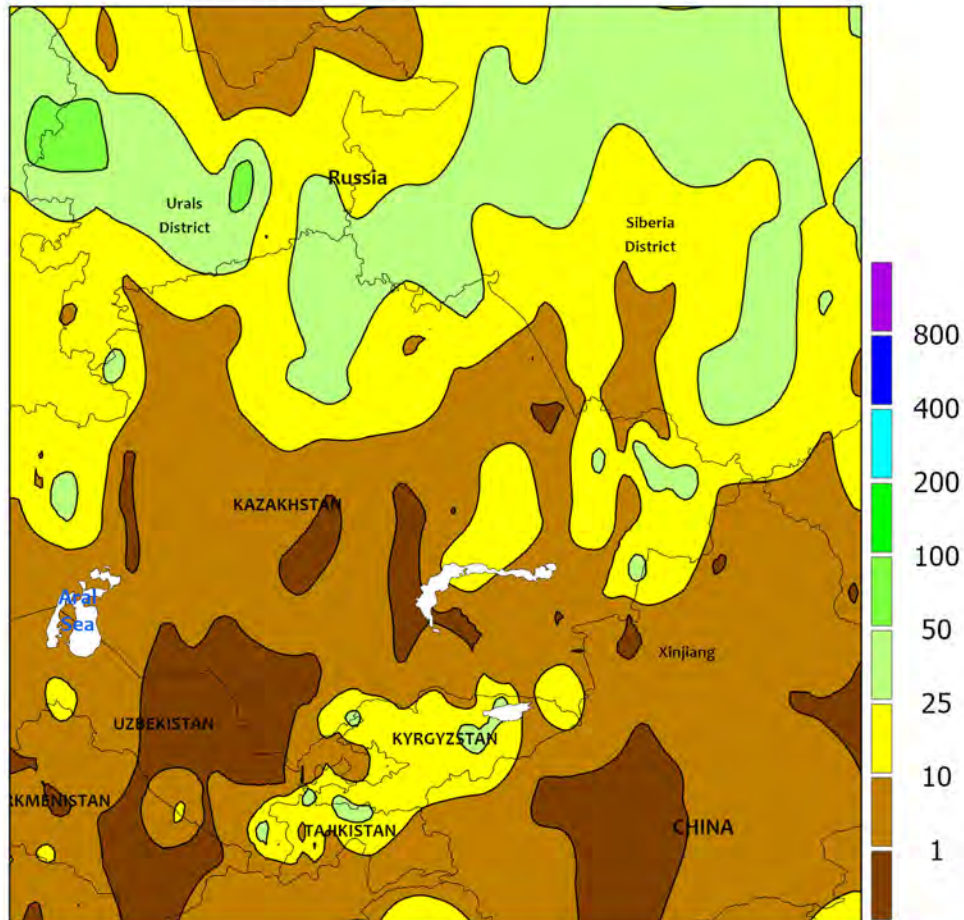 Russia
Urals
District
Siberia
District
KAZAKHSTAN
Aral
Sea
Xinjiang
UZBEKISTAN
KYRGYZSTAN
RKMENISTAN
TAJIKISTAN
CHINA
800
400
200
100
50
25
10
1